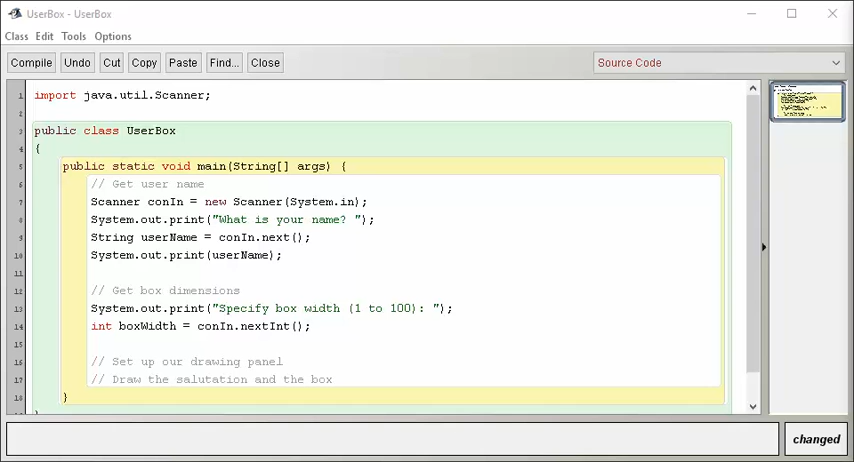 UserBox - UserBox
Class Edit Tools Options
Compile Undo Cut Copy Paste Find... Close Source Code
1 import java.util.Scanner;
2
3 public class UserBox
4 {
5 public static void main(String[] args) {
6 // Get user name
7 Scanner conIn = new Scanner(System.in);
8 System.out.print("What is your name? ");
9 String userName = conIn.next();
10 System.out.print(userName);
11
12 // Get box dimensions
13 System.out.print("Specify box width (1 to 100): ");
14 int boxWidth = conIn.nextInt();
15
16 // Set up our drawing panel
17 // Draw the salutation and the box
18 }
changed